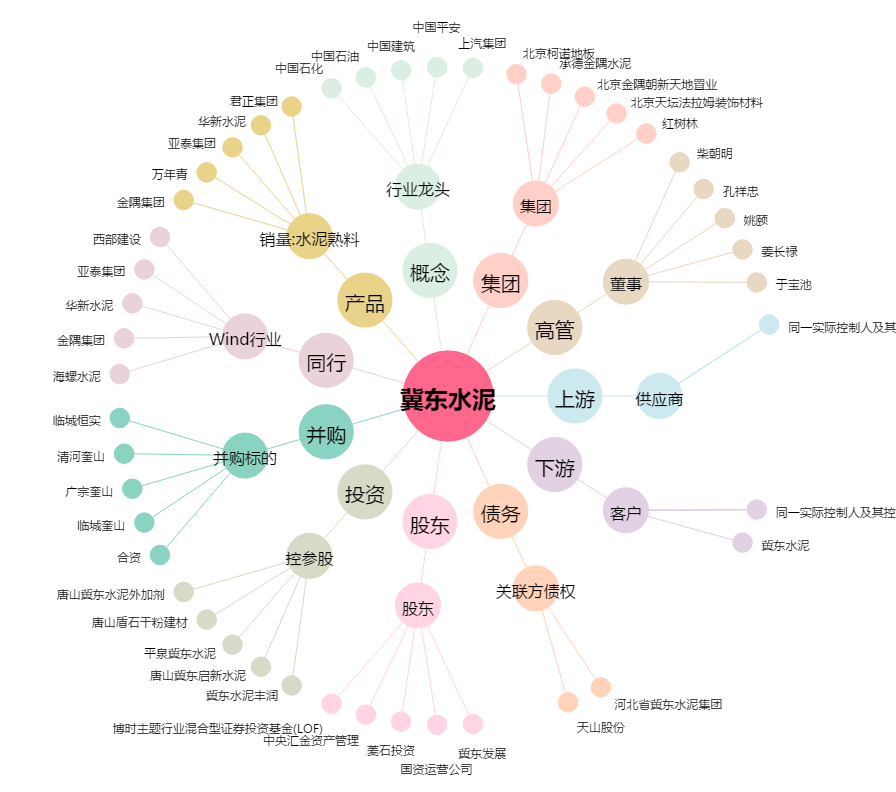 冀东水泥
概念
行业龙头
中国石化
中国石油
中国建筑
中国平安
上汽集团
集团
集团
北京柯诺地板
承德金隅水泥
北京金隅朝新天地置业
北京天坛法拉姆装饰材料
红树林
高管
董事
柴朝明
孔祥忠
姚颐
姜长禄
于宝池
上游
供应商
同一实际控制人及其
下游
客户
同一实际控制人及其控
冀东水泥
债务
关联方债权
河北省冀东水泥集团
天山股份
股东
股东
冀东发展
国资运营公司
菱石投资
中央汇金资产管理
博时主题行业混合型证券投资基金(LOF)
投资
控参股
冀东水泥丰润
唐山冀东启新水泥
平泉冀东水泥
唐山盾石干粉建材
唐山冀东水泥外加剂
并购
并购标的
合资
临城奎山
广宗奎山
清河奎山
临城恒实
同行
Wind行业
海螺水泥
金隅集团
华新水泥
亚泰集团
西部建设
产品
销量:水泥熟料
金隅集团
万年青
亚泰集团
华新水泥
君正集团